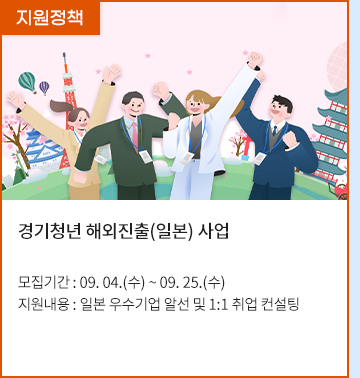 지원정책
경기청년 해외진출(일본) 사업
모집기간 : 09. 04.(수) ~ 09. 25.(수)
지원내용 : 일본 우수기업 알선 및 1:1 취업 컨설팅